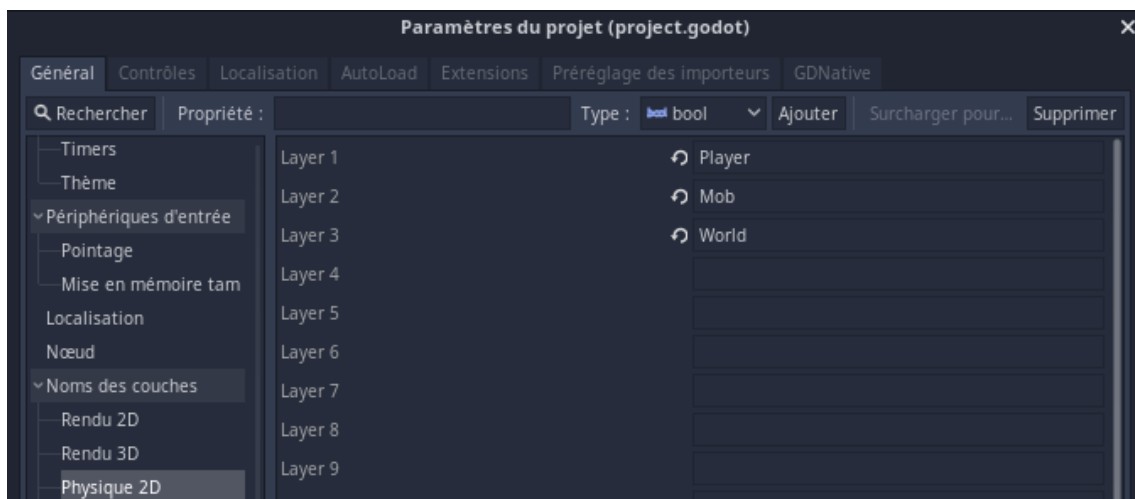 Paramètres du projet (project.godot)
Général Contrôles Localisation AutoLoad Extensions Préréglage des importeurs GDNative
Rechercher Propriété : Type : bool Ajouter Surcharger pour... Supprimer
Timers
Thème
Périphériques d'entrée
Pointage
Mise en mémoire tam
Localisation
Nœud
Noms des couches
Rendu 2D
Rendu 3D
Physique 2D
Layer 1 Player
Layer 2 Mob
Layer 3 World
Layer 4
Layer 5
Layer 6
Layer 7
Layer 8
Layer 9